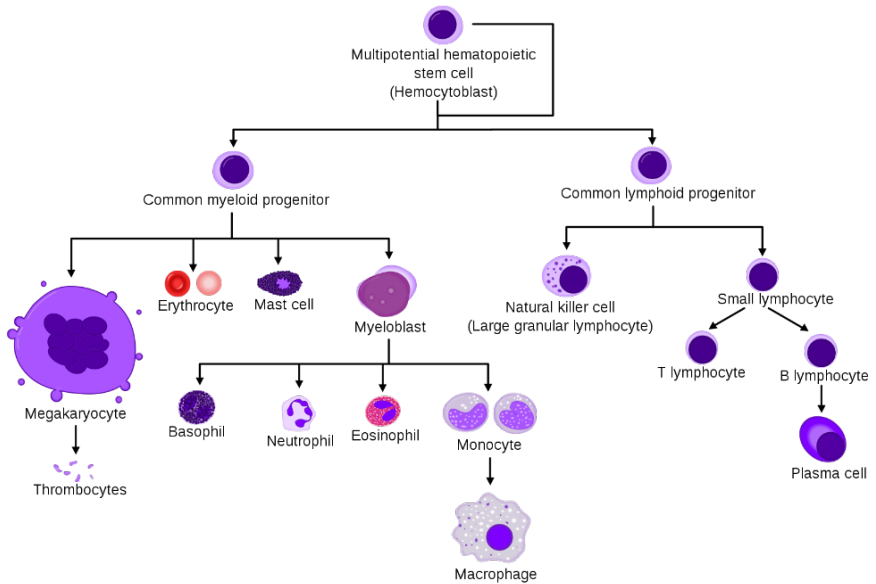 Multipotential hematopoietic
stem cell
(Hemocytoblast)
Common myeloid progenitor
Common lymphoid progenitor
Erythrocyte
Mast cell
Myeloblast
Natural killer cell
(Large granular lymphocyte)
Small lymphocyte
T lymphocyte
B lymphocyte
Megakaryocyte
Basophil
Neutrophil
Eosinophil
Monocyte
Plasma cell
Thrombocytes
Macrophage